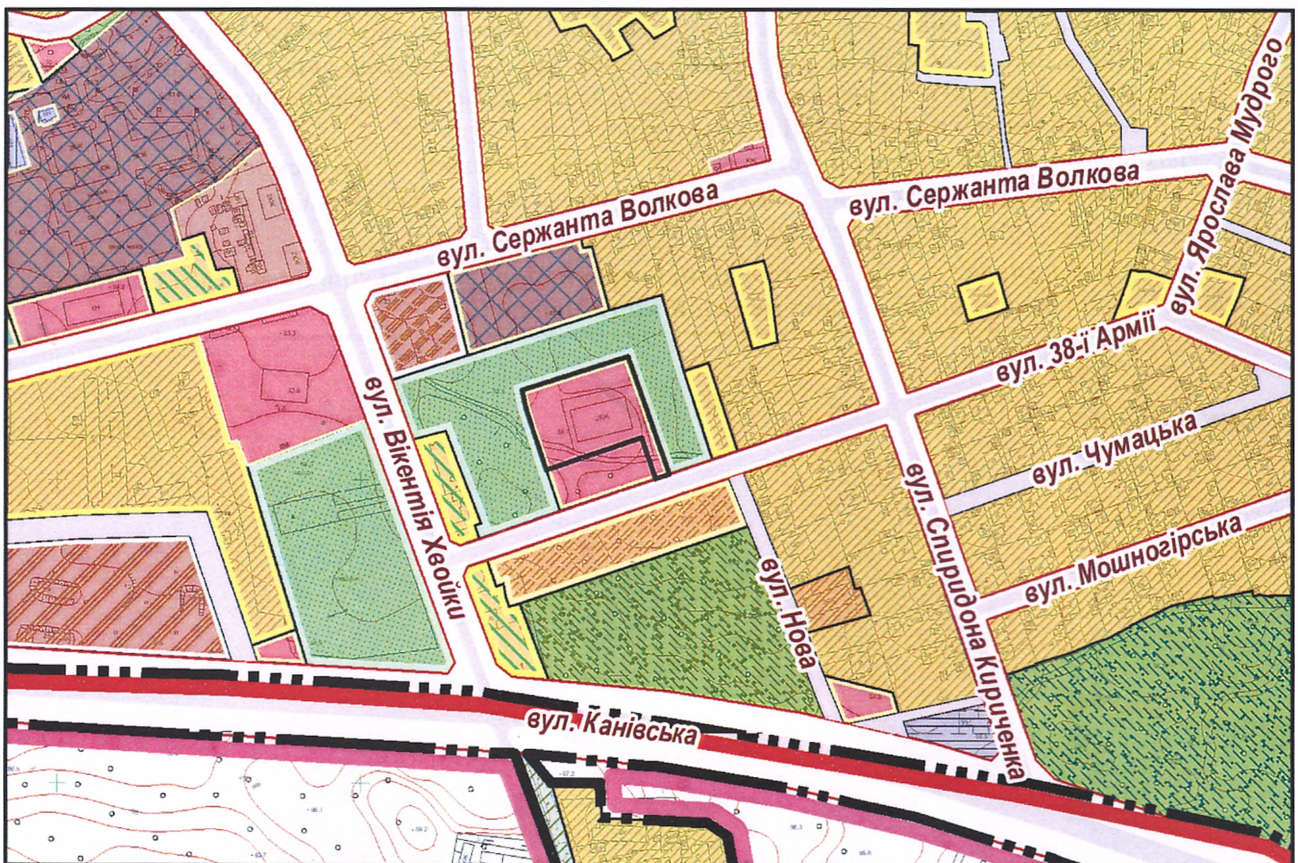 вул. Ярослава Мудрого
вул. Сержанта Волкова
вул. Сержанта Волкова
вул. 38-ї Армії
вул. Вікентія Хвойки
вул. Чумацька
вул. Спиридона Кириченка
вул. Мошногірська
вул. Нова
вул. Канівська